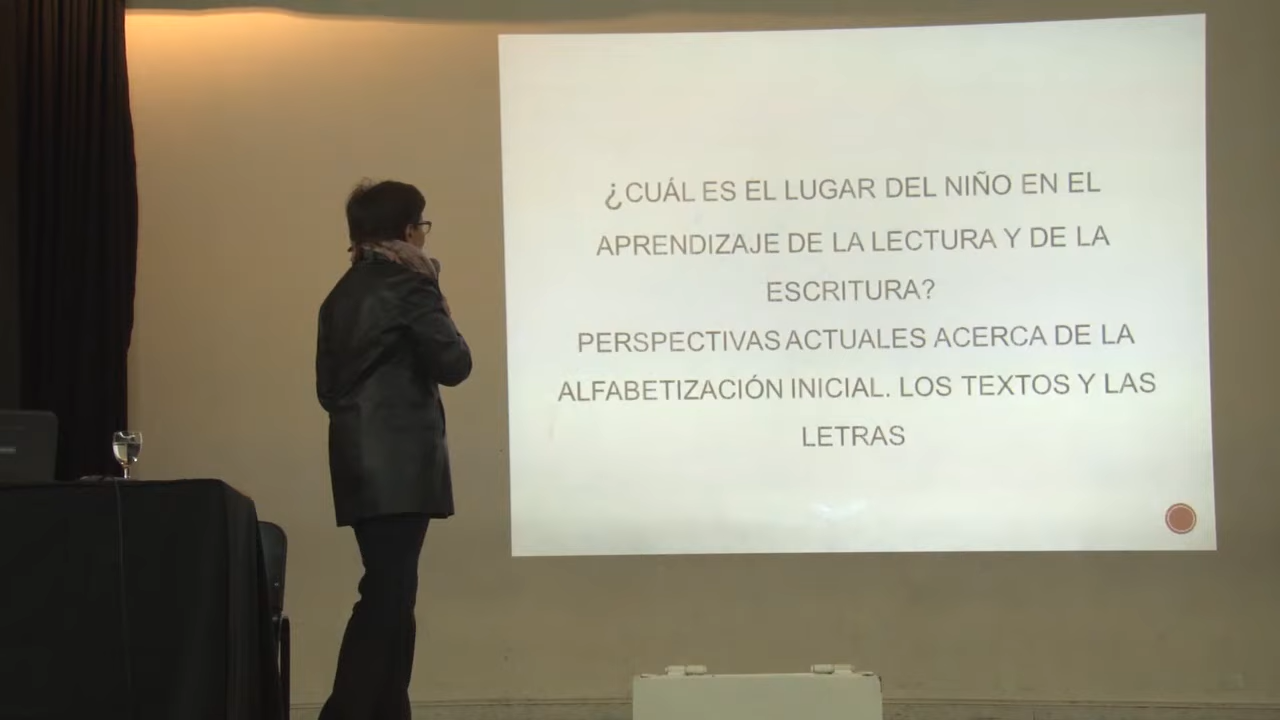 ¿CUÁL ES EL LUGAR DEL NIÑO EN EL
APRENDIZAJE DE LA LECTURA Y DE LA
ESCRITURA?
PERSPECTIVAS ACTUALES ACERCA DE LA
ALFABETIZACIÓN INICIAL. LOS TEXTOS Y LAS
LETRAS